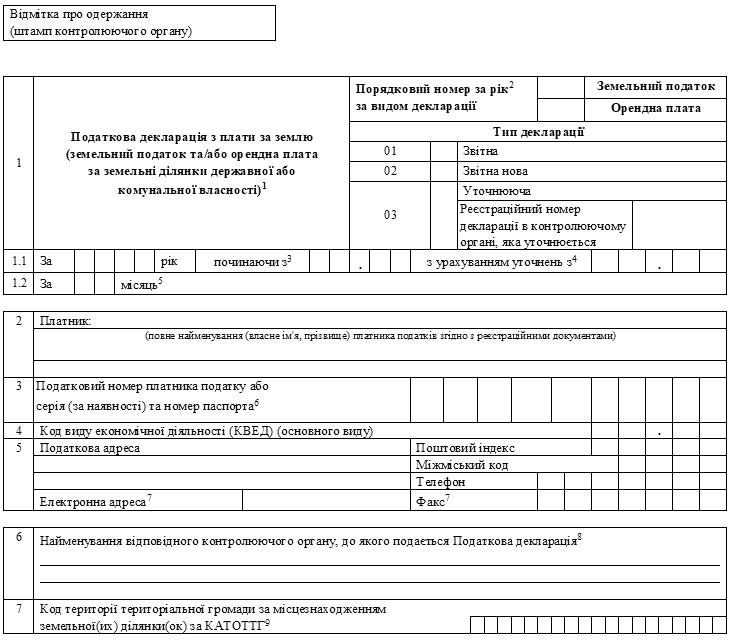 Відмітка про одержання
(штамп контролюючого органу)
1
Податкова декларація з плати за землю
(земельний податок та/або орендна плата
за земельні ділянки державної або
комунальної власності)1
Порядковий номер за рік2
за видом декларації
Земельний податок
Орендна плата
Тип декларації
01 Звітна
02 Звітна нова
03 Уточнююча
Реєстраційний номер
декларації в контролюючому
органі, яка уточнюється
1.1 За рік починаючи з3 . з урахуванням уточнень з4 .
1.2 За місяць5
2 Платник:
(повне найменування (власне ім'я, прізвище) платника податків згідно з реєстраційними документами)
3 Податковий номер платника податку або
серія (за наявності) та номер паспорта6
4 Код виду економічної діяльності (КВЕД) (основного виду) .
5 Податкова адреса Поштовий індекс
Міжміський код
Телефон
Електронна адреса7 Факс7
6 Найменування відповідного контролюючого органу, до якого подається Податкова декларація8
7 Код території територіальної громади за місцезнаходженням
земельної(их) ділянки(ок) за КАТОТТГ9